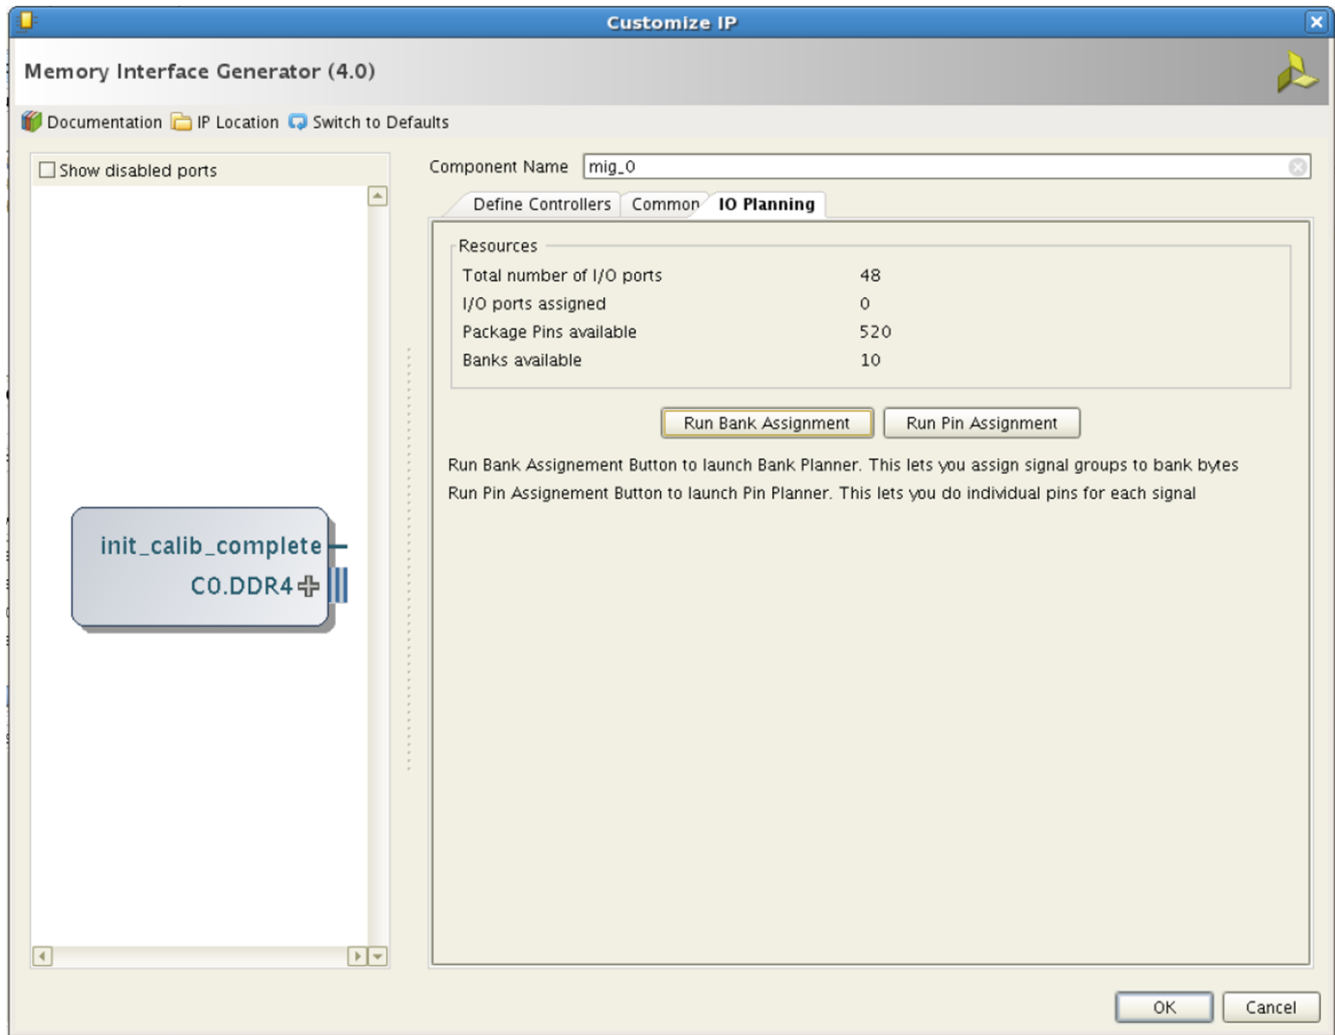 Customize IP
Memory Interface Generator (4.0)
Documentation IP Location Switch to Defaults
Show disabled ports
init_calib_complete
C0.DDR4
Component Name mig_0
Define Controllers Common IO Planning
Resources
Total number of I/O ports 48
I/O ports assigned 0
Package Pins available 520
Banks available 10
Run Bank Assignment Run Pin Assignment
Run Bank Assignement Button to launch Bank Planner. This lets you assign signal groups to bank bytes
Run Pin Assignement Button to launch Pin Planner. This lets you do individual pins for each signal
OK Cancel